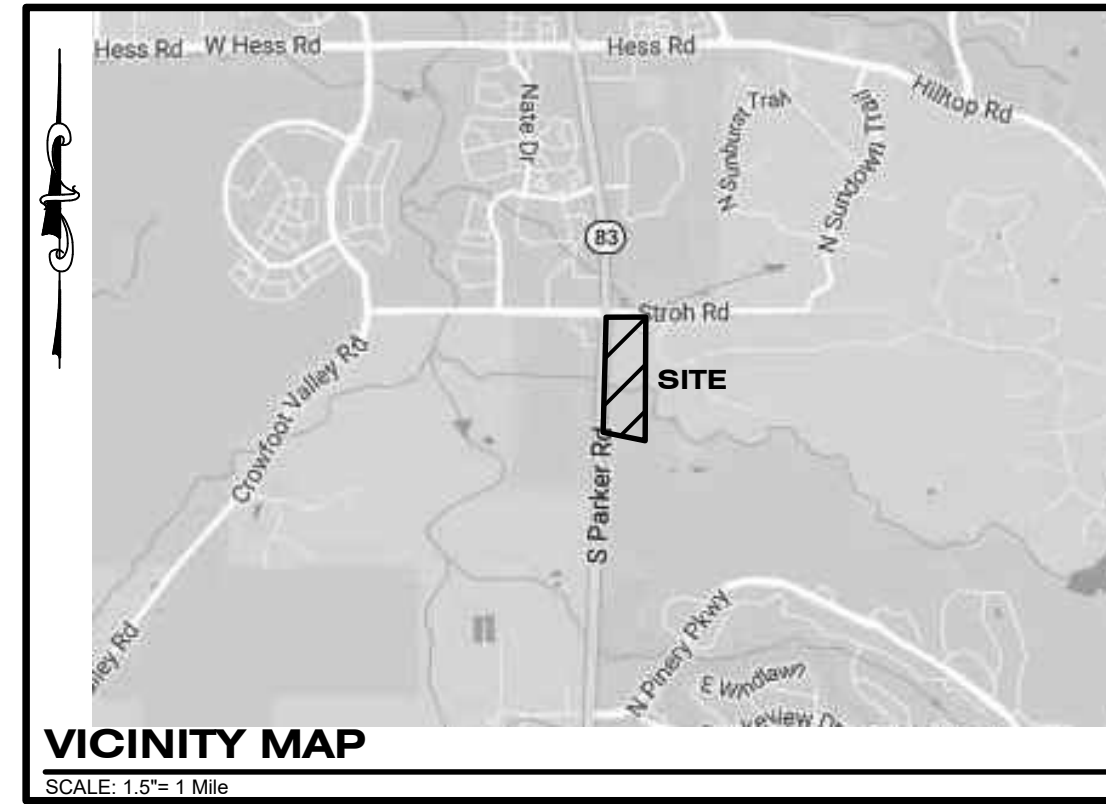 Hess Rd
W Hess Rd
Hess Rd
Hilltop Rd
Nate Dr
N Sunburst Trail
N Sundown Trail
83
Stroh Rd
SITE
Crowfoot Valley Rd
S Parker Rd
N Pinery Pkwy
E Windlawn
ley Rd
VICINITY MAP
SCALE: 1.5"= 1 Mile